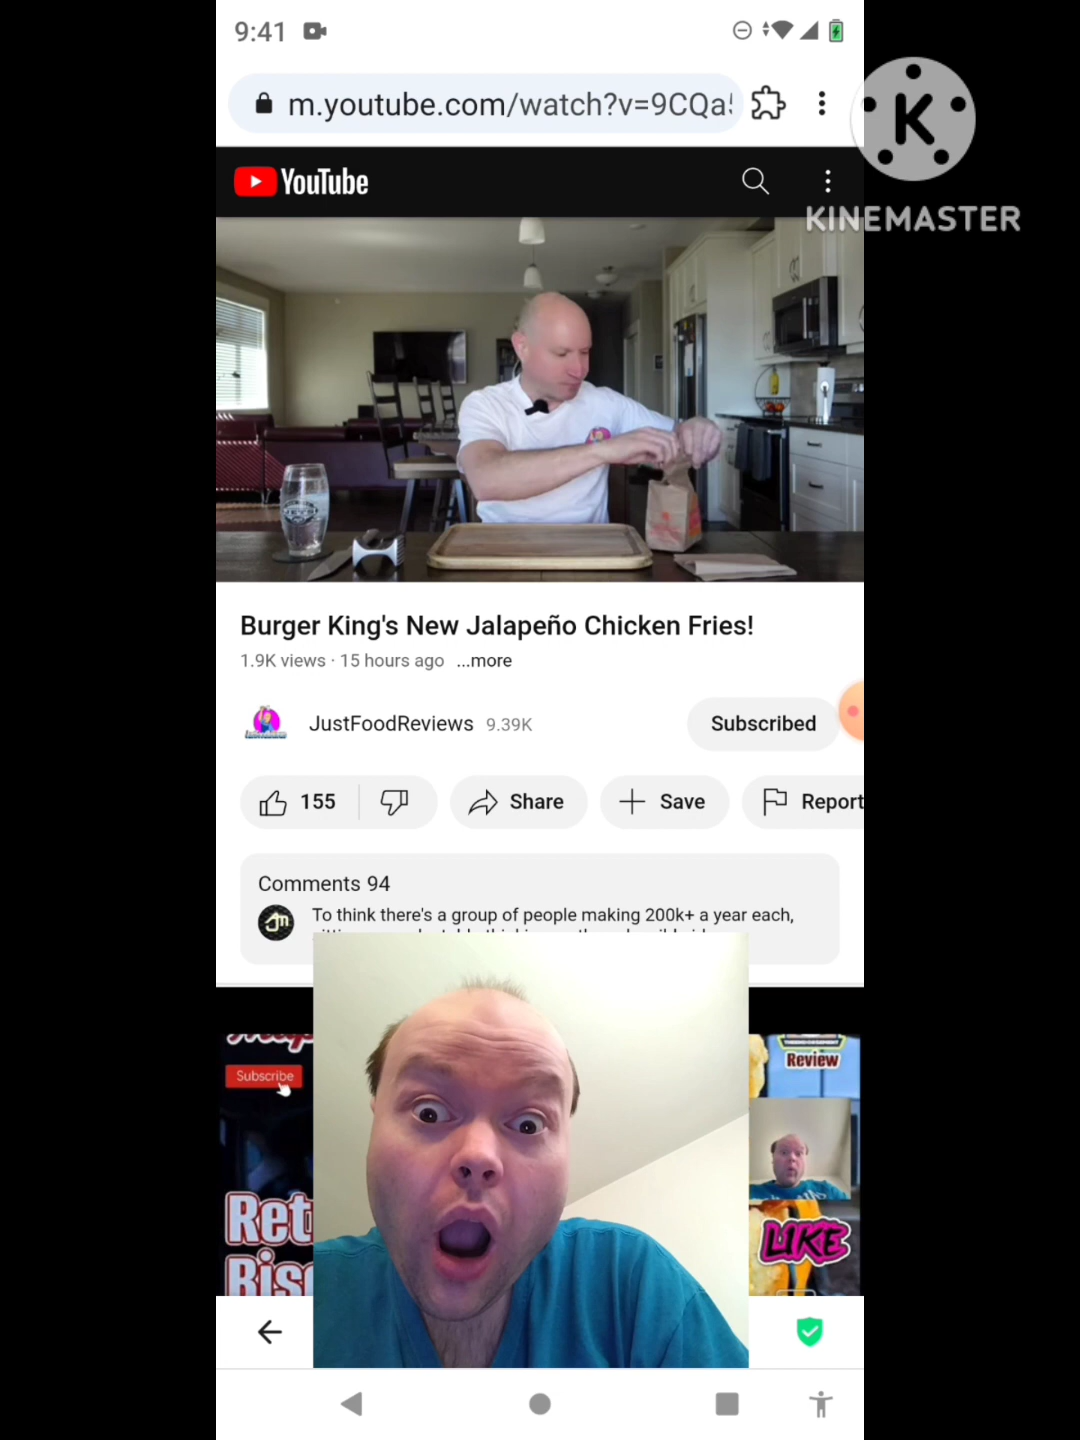 9:41
m.youtube.com/watch?v=9CQa
K
KINEMASTER
YouTube
Burger King's New Jalapeño Chicken Fries!
1.9K views · 15 hours ago ...more
JustFoodReviews 9.39K
Subscribed
155
Share
Save
Report
Comments 94
To think there's a group of people making 200k+ a year each,
Subscribe
Review
Ret
Bis
LIKE